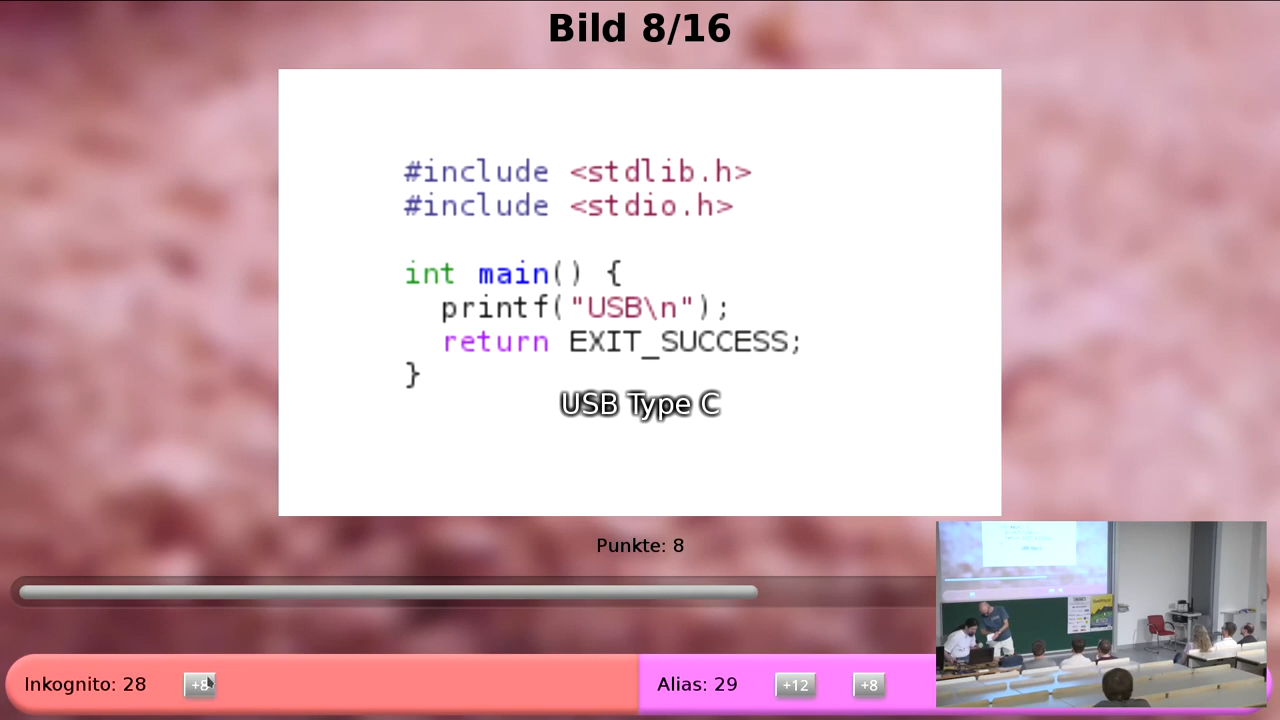 Bild 8/16
#include <stdlib.h>
#include <stdio.h>
int main() {
  printf("USB\n");
  return EXIT_SUCCESS;
}
USB Type C
Punkte: 8
Inkognito: 28 +8 Alias: 29 +12 +8